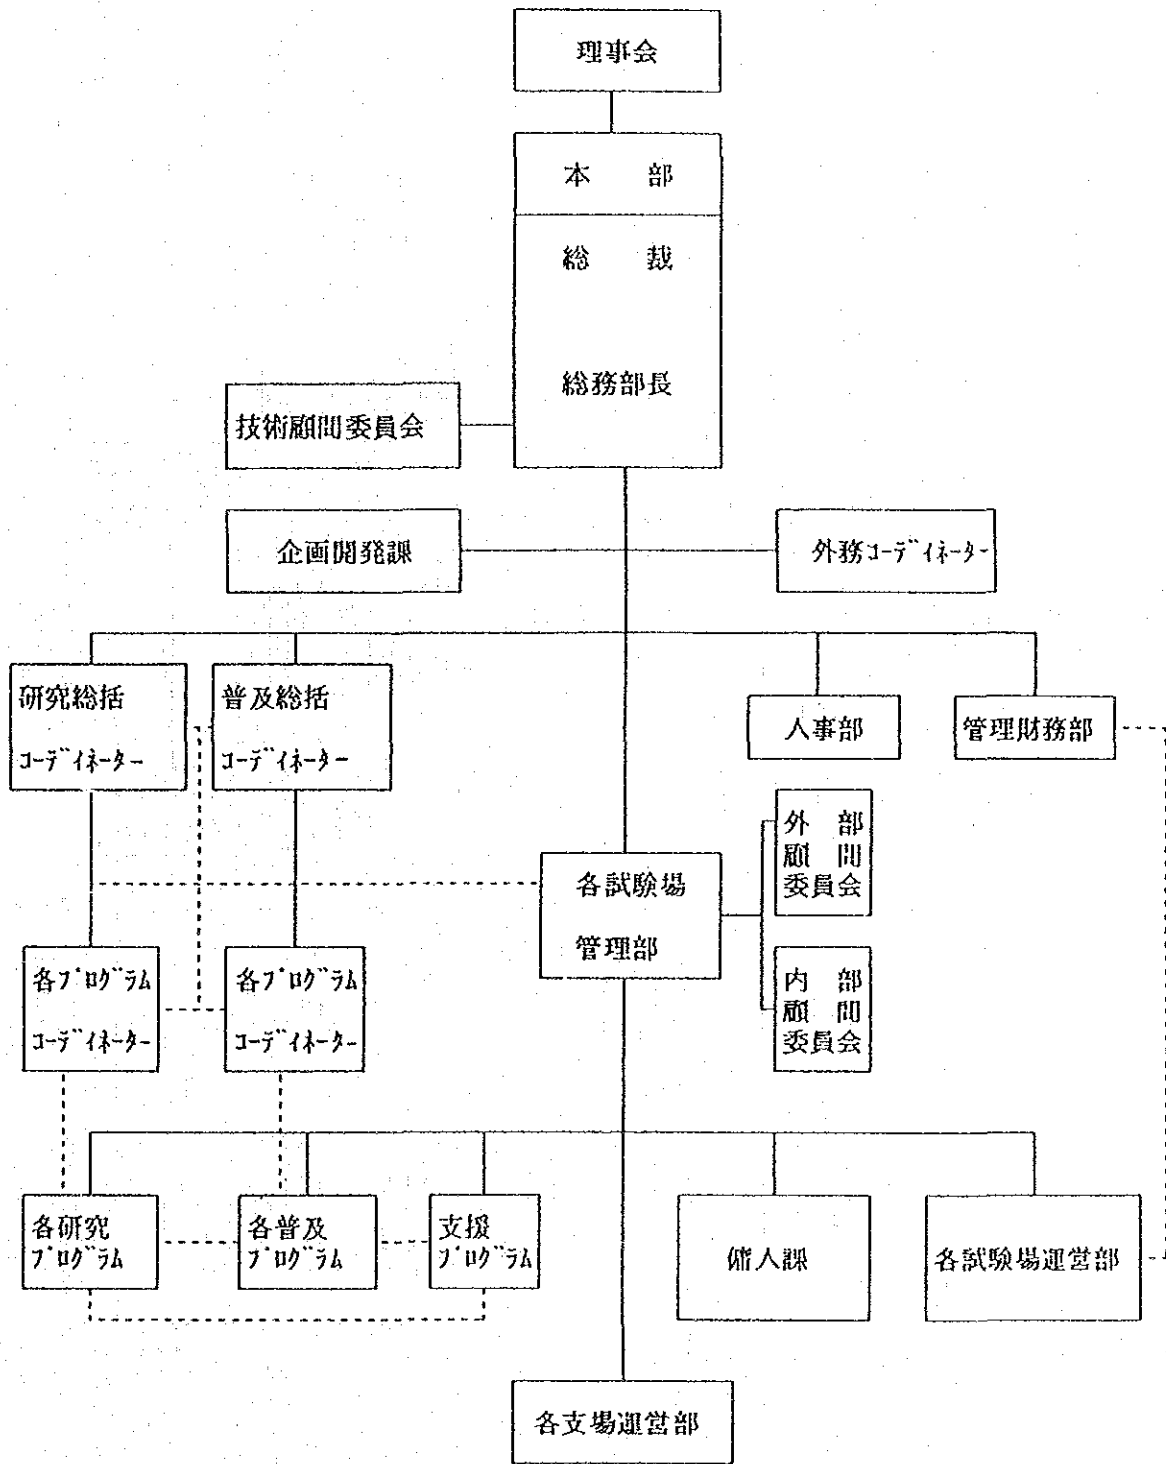 理事会
本　部
総　裁
総務部長
技術顧問委員会
企画開発課
外務ｺｰﾃﾞｲﾈｰﾀｰ
研究総括
ｺｰﾃﾞｲﾈｰﾀｰ
普及総括
ｺｰﾃﾞｲﾈｰﾀｰ
人事部
管理財務部
外　部
顧　問
委員会
各試験場
管理部
各ﾌﾟﾛｸﾞﾗﾑ
ｺｰﾃﾞｲﾈｰﾀｰ
各ﾌﾟﾛｸﾞﾗﾑ
ｺｰﾃﾞｲﾈｰﾀｰ
内　部
顧　問
委員会
各研究
ﾌﾟﾛｸﾞﾗﾑ
各普及
ﾌﾟﾛｸﾞﾗﾑ
支援
ﾌﾟﾛｸﾞﾗﾑ
傭人課
各試験場運営部
各支場運営部